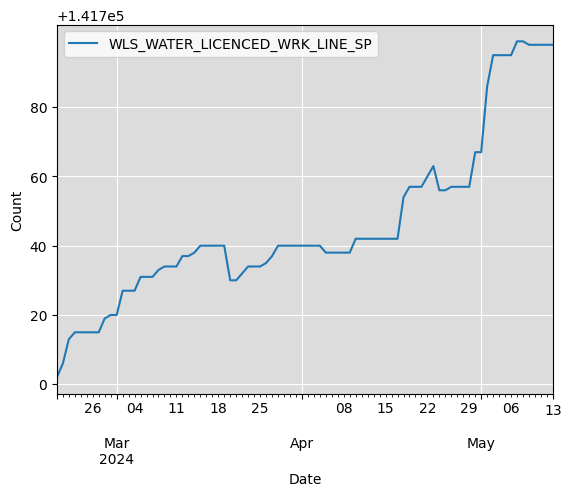 +1.417e5
WLS_WATER_LICENCED_WRK_LINE_SP
80
60
40
20
0
Count
26 04 11 18 25 08 15 22 29 06 13
Mar Apr May
2024
Date